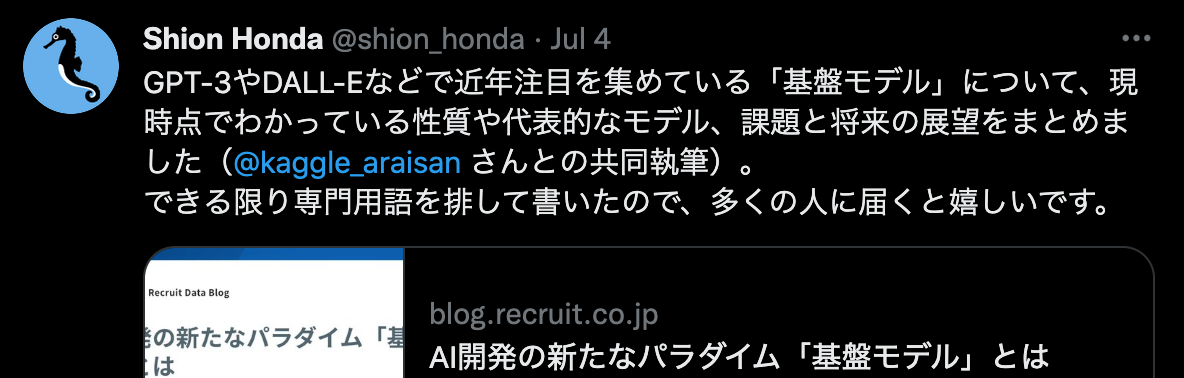 Shion Honda @shion_honda · Jul 4
GPT-3やDALL-Eなどで近年注目を集めている「基盤モデル」について、現
時点でわかっている性質や代表的なモデル、課題と将来の展望をまとめま
した（@kaggle_araisan さんとの共同執筆）。
できる限り専門用語を排して書いたので、多くの人に届くと嬉しいです。
Recruit Data Blog
発の新たなパラダイム「基
とは
blog.recruit.co.jp
AI開発の新たなパラダイム「基盤モデル」とは